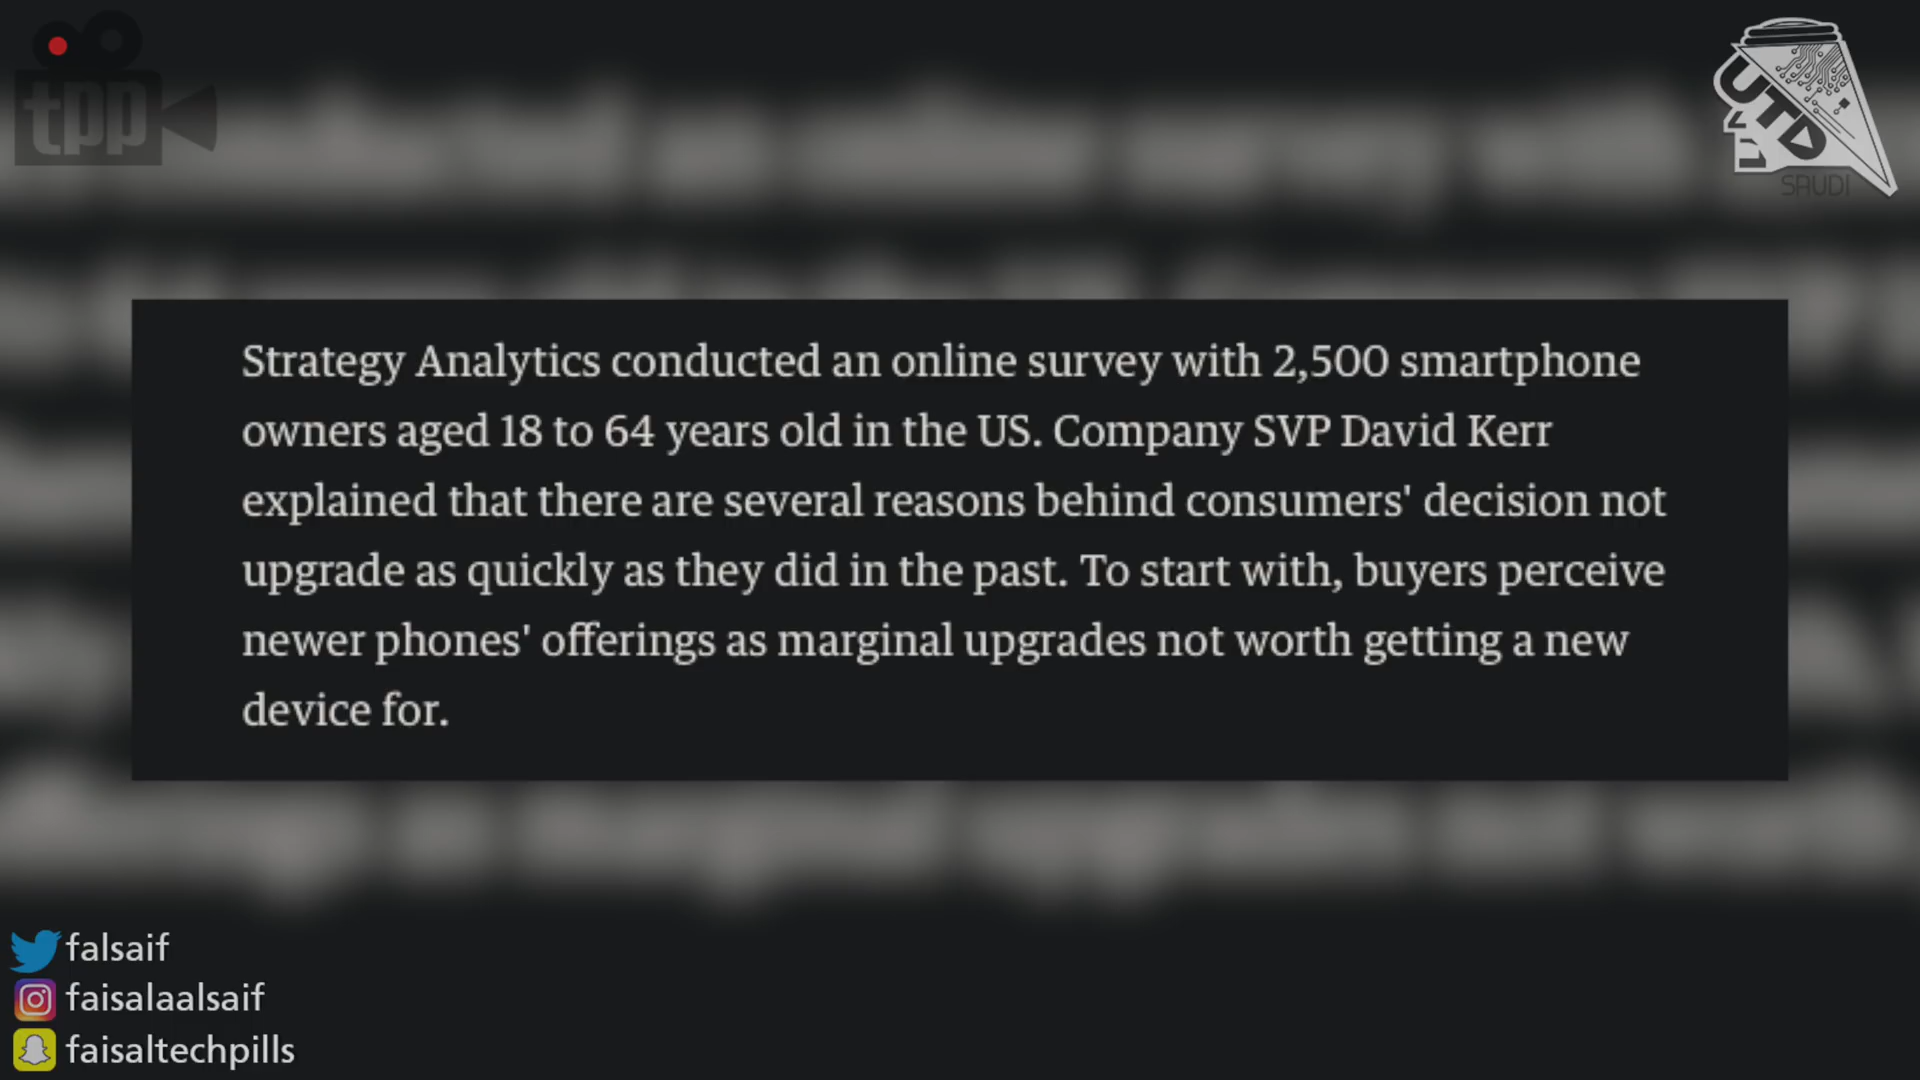 tpp
UTD
SAUDI
Strategy Analytics conducted an online survey with 2,500 smartphone
owners aged 18 to 64 years old in the US. Company SVP David Kerr
explained that there are several reasons behind consumers' decision not
upgrade as quickly as they did in the past. To start with, buyers perceive
newer phones' offerings as marginal upgrades not worth getting a new
device for.
falsaif
faisalaalsaif
faisaltechpills